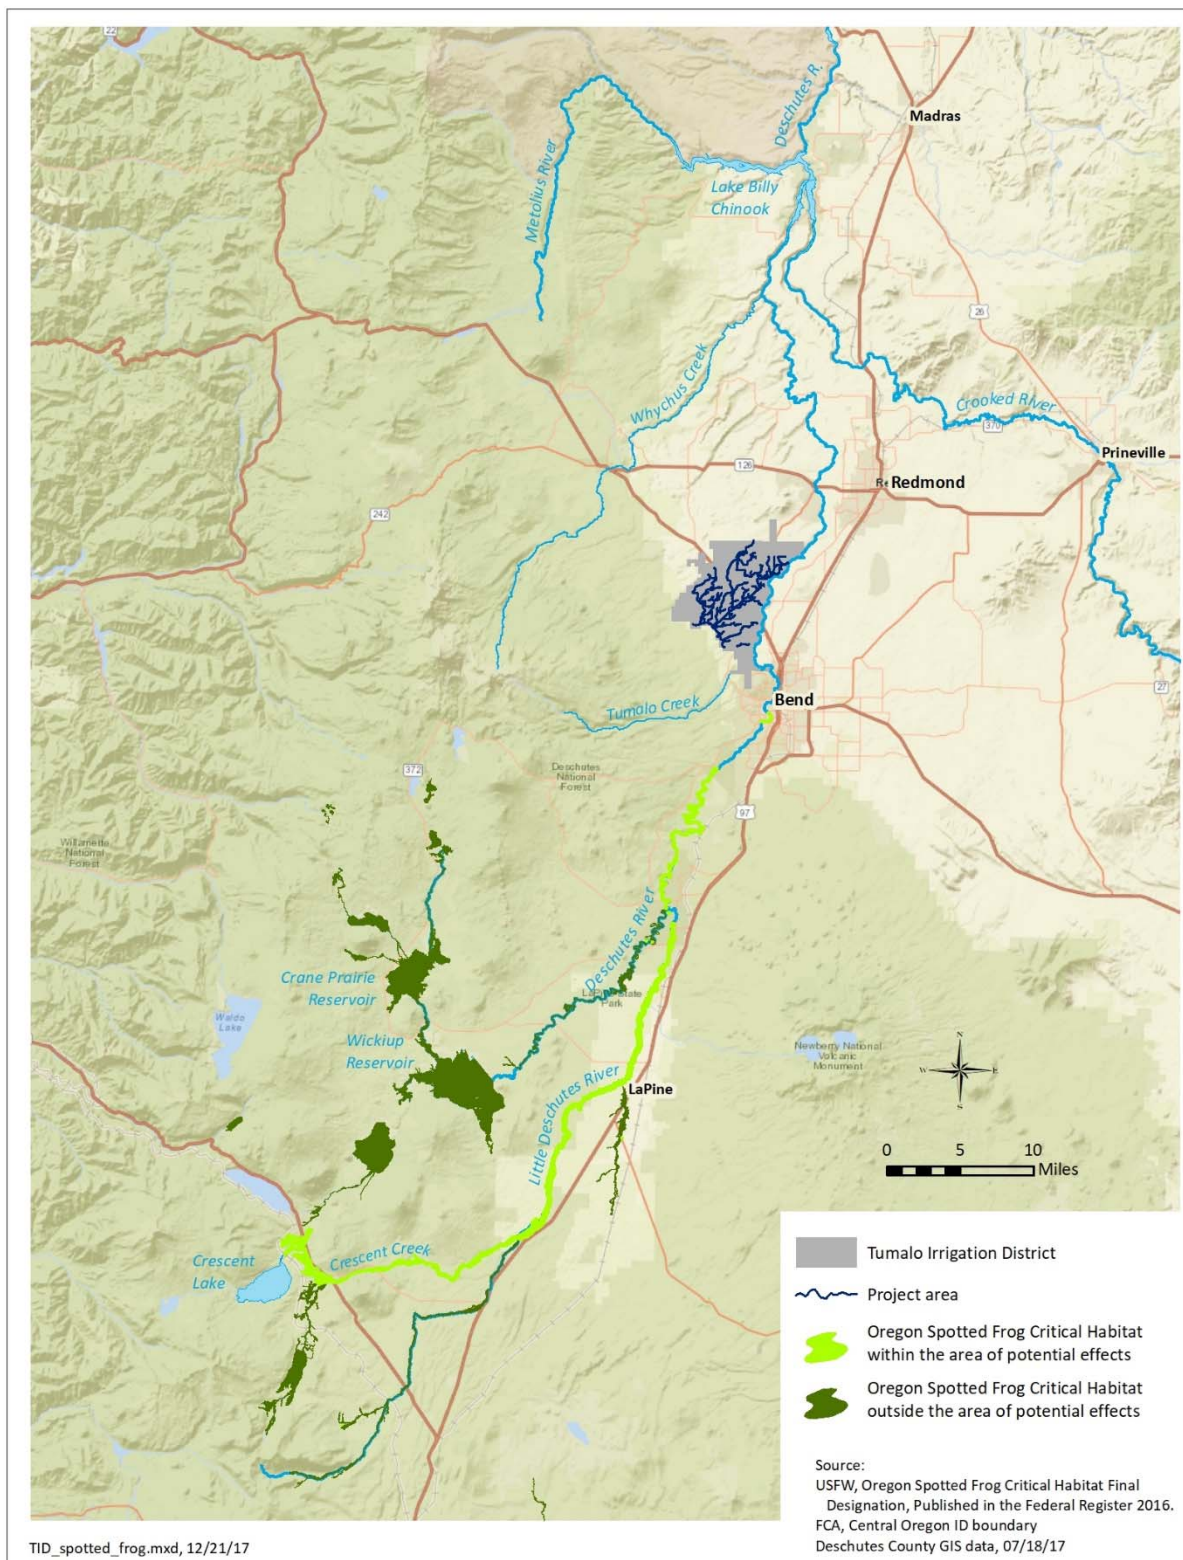 22
Deschutes R.
Madras
Metolius River
Lake Billy
Chinook
26
Whychus Creek
Crooked River
370
Prineville
126
Redmond
242
Bend
27
Tumalo Creek
Deschutes
National
Forest
372
97
Willamette
National
Forest
Deschutes River
Crane Prairie
Reservoir
LaPine State
Park
Waldo
Lake
Wickiup
Reservoir
Newberry National
Volcanic
Monument
N
W
E
S
LaPine
Little Deschutes River
0 5 10
Miles
Crescent Creek
Crescent
Lake
Tumalo Irrigation District
Project area
Oregon Spotted Frog Critical Habitat
within the area of potential effects
Oregon Spotted Frog Critical Habitat
outside the area of potential effects
Source:
USFW, Oregon Spotted Frog Critical Habitat Final
Designation, Published in the Federal Register 2016.
FCA, Central Oregon ID boundary
Deschutes County GIS data, 07/18/17
TID_spotted_frog.mxd, 12/21/17